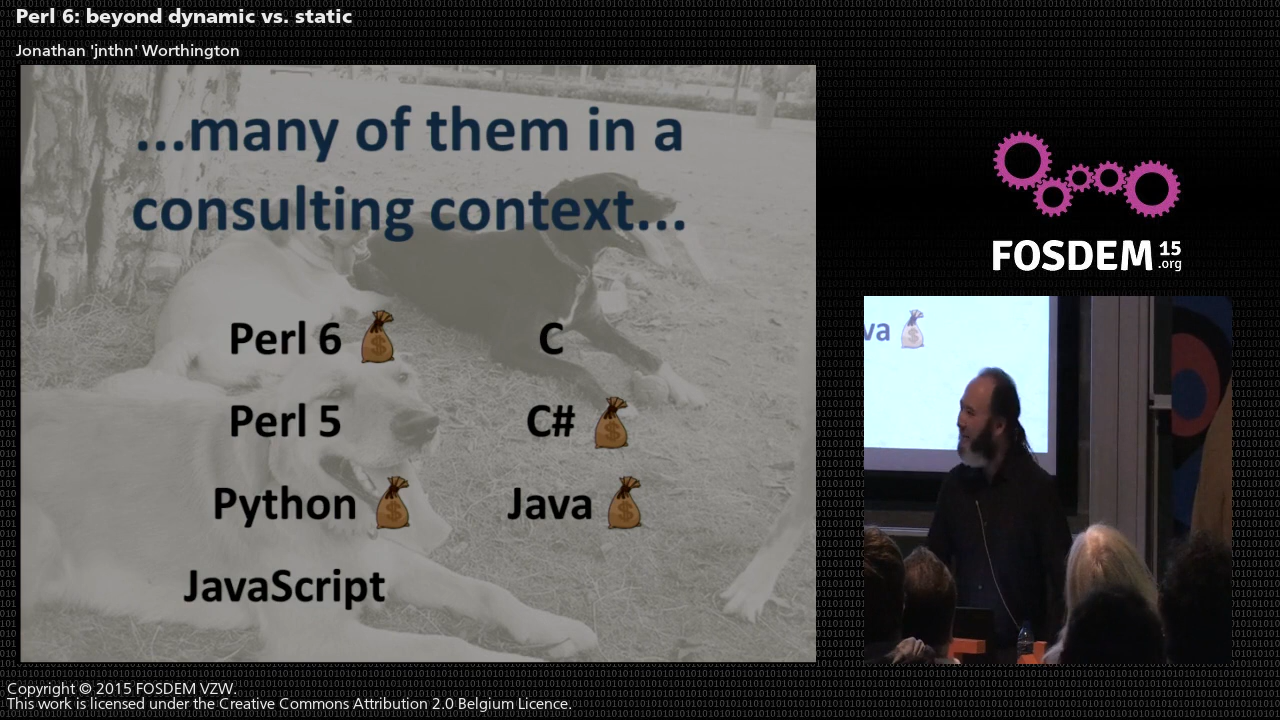 Perl 6: beyond dynamic vs. static
Jonathan 'jnthn' Worthington
...many of them in a
consulting context...
Perl 6 C
Perl 5 C#
Python Java
JavaScript
FOSDEM 15
.org
va
Copyright © 2015 FOSDEM VZW.
This work is licensed under the Creative Commons Attribution 2.0 Belgium Licence.